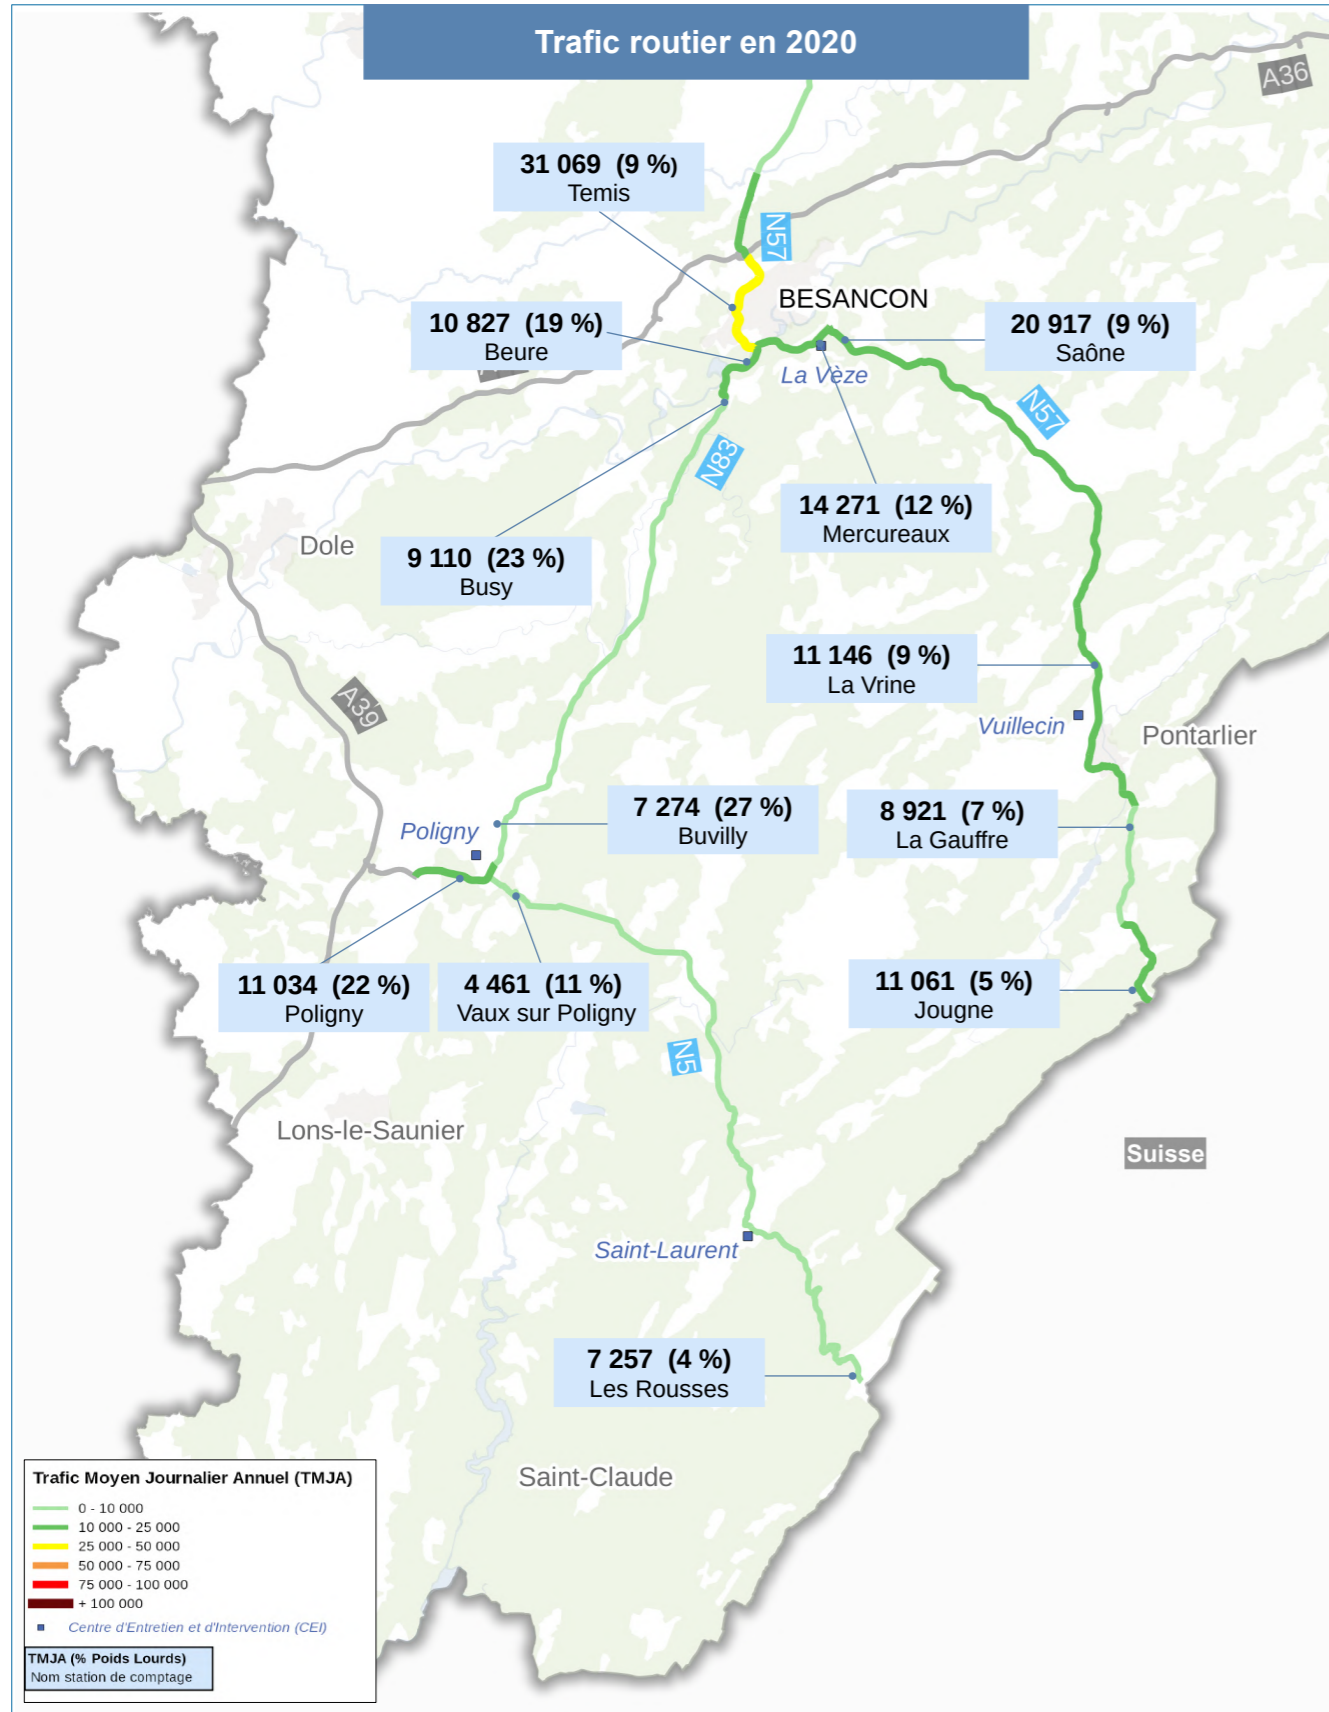 Trafic routier en 2020
A36
31 069 (9 %)
Temis
N57
BESANCON
10 827 (19 %)
Beure
20 917 (9 %)
Saône
La Vèze
N57
N83
14 271 (12 %)
Mercureaux
Dole
9 110 (23 %)
Busy
11 146 (9 %)
La Vrine
A39
Vuillecin
Pontarlier
7 274 (27 %)
Buvilly
8 921 (7 %)
La Gauffre
Poligny
11 034 (22 %)
Poligny
4 461 (11 %)
Vaux sur Poligny
11 061 (5 %)
Jougne
N5
Lons-le-Saunier
Suisse
Saint-Laurent
7 257 (4 %)
Les Rousses
Saint-Claude
Trafic Moyen Journalier Annuel (TMJA)
0 - 10 000
10 000 - 25 000
25 000 - 50 000
50 000 - 75 000
75 000 - 100 000
+ 100 000
Centre d'Entretien et d'Intervention (CEI)
TMJA (% Poids Lourds)
Nom station de comptage